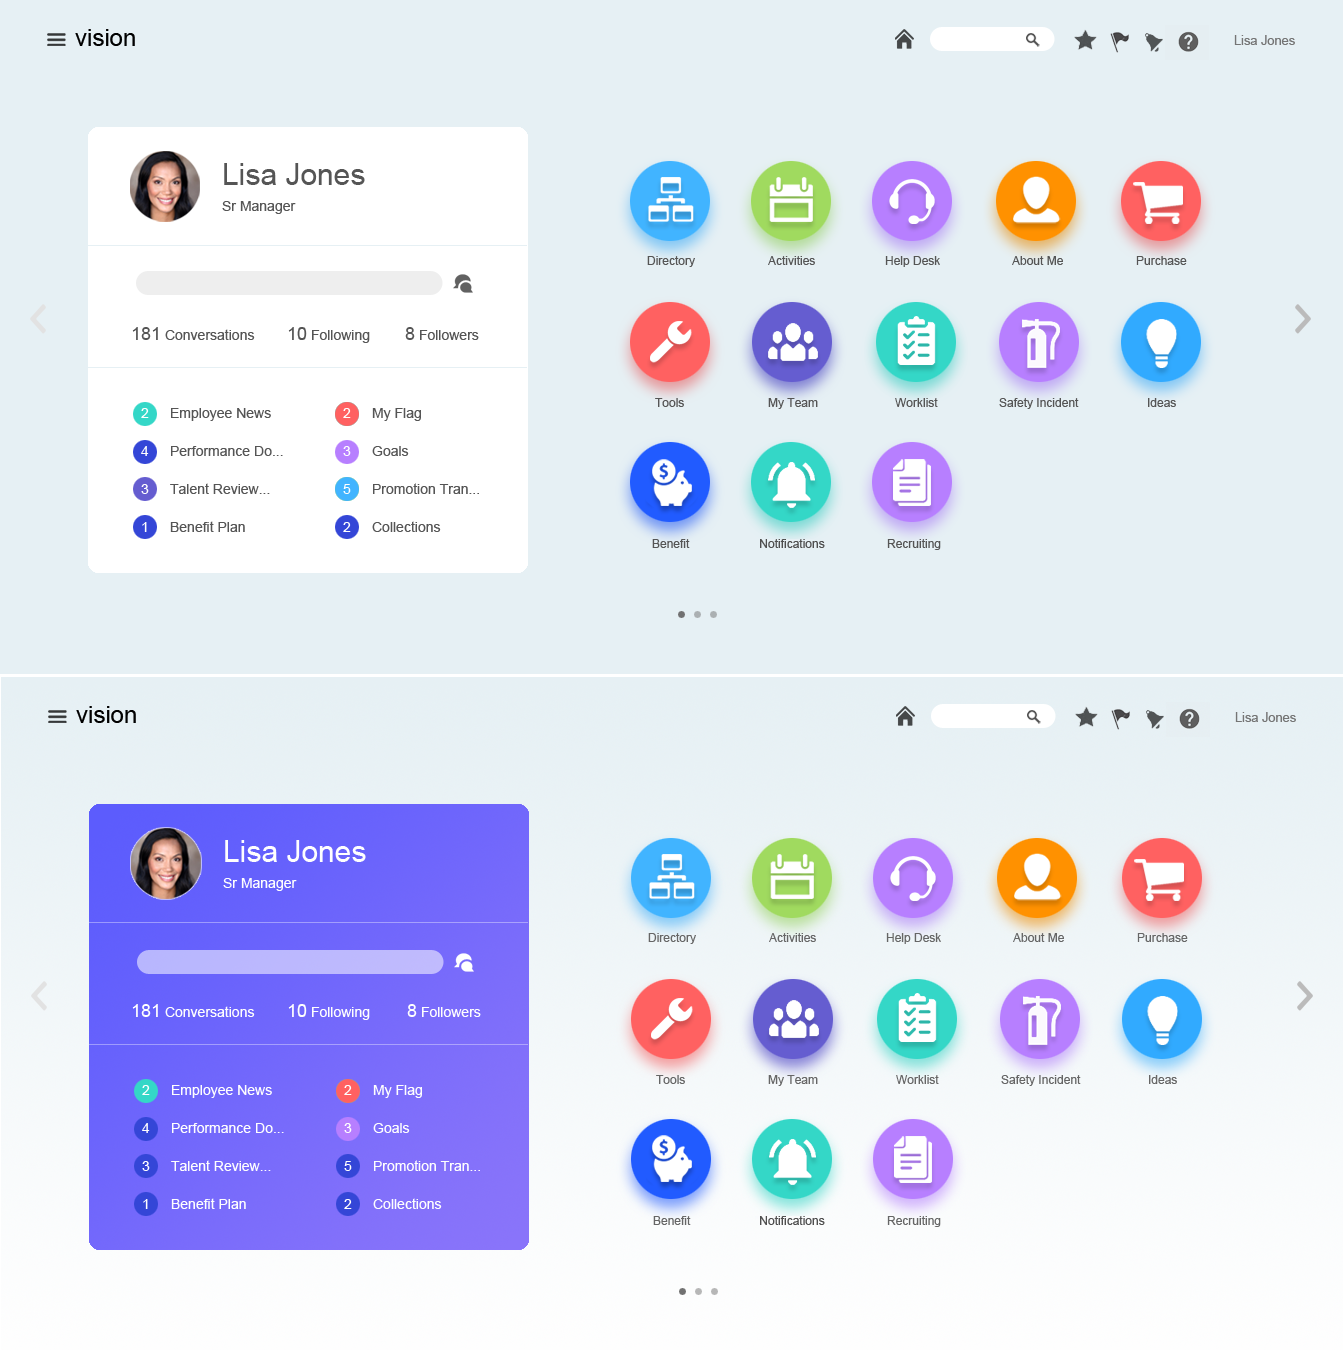 vision
Lisa Jones
Lisa Jones
Sr Manager
181 Conversations 10 Following 8 Followers
2 Employee News 2 My Flag
4 Performance Do... 3 Goals
3 Talent Review... 5 Promotion Tran...
1 Benefit Plan 2 Collections
Directory Activities Help Desk About Me Purchase
Tools My Team Worklist Safety Incident Ideas
$
Benefit Notifications Recruiting
vision
Lisa Jones
Lisa Jones
Sr Manager
181 Conversations 10 Following 8 Followers
2 Employee News 2 My Flag
4 Performance Do... 3 Goals
3 Talent Review... 5 Promotion Tran...
1 Benefit Plan 2 Collections
Directory Activities Help Desk About Me Purchase
Tools My Team Worklist Safety Incident Ideas
$
Benefit Notifications Recruiting